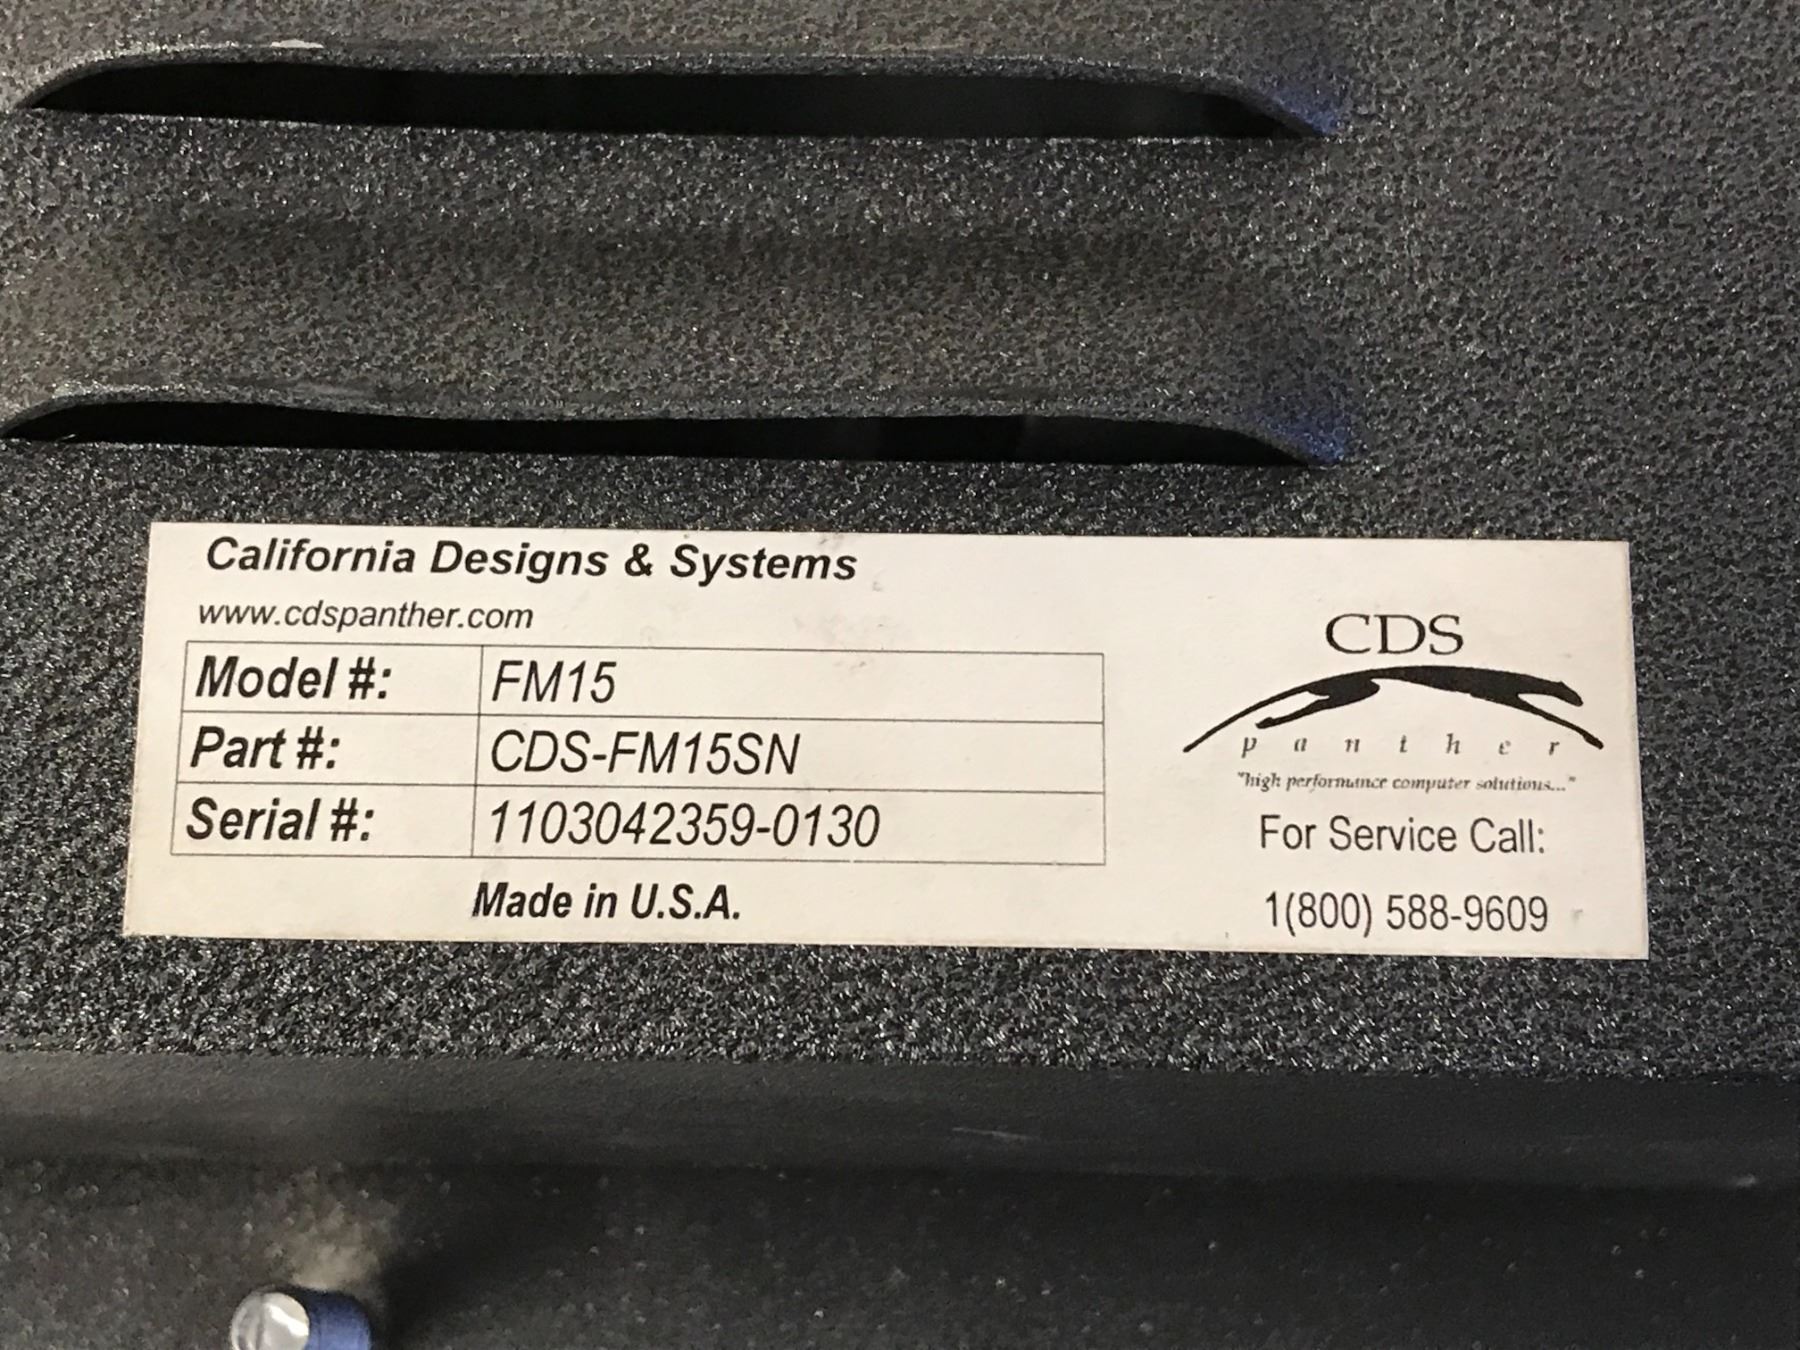 California Designs & Systems
www.cdspanther.com
Model #: FM15
Part #: CDS-FM15SN
Serial #: 1103042359-0130
Made in U.S.A.
CDS
panther
"high performance computer solutions..."
For Service Call:
1(800) 588-9609